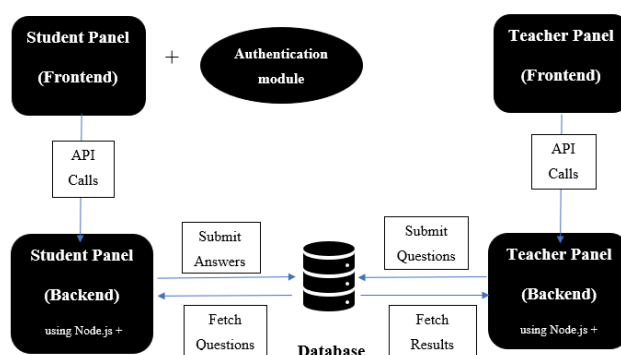 Student Panel
(Frontend)
+
Authentication
module
Teacher Panel
(Frontend)
API
Calls
API
Calls
Student Panel
(Backend)
using Node.js +
Submit
Answers
Submit
Questions
Teacher Panel
(Backend)
using Node.js +
Fetch
Questions
Database
Fetch
Results